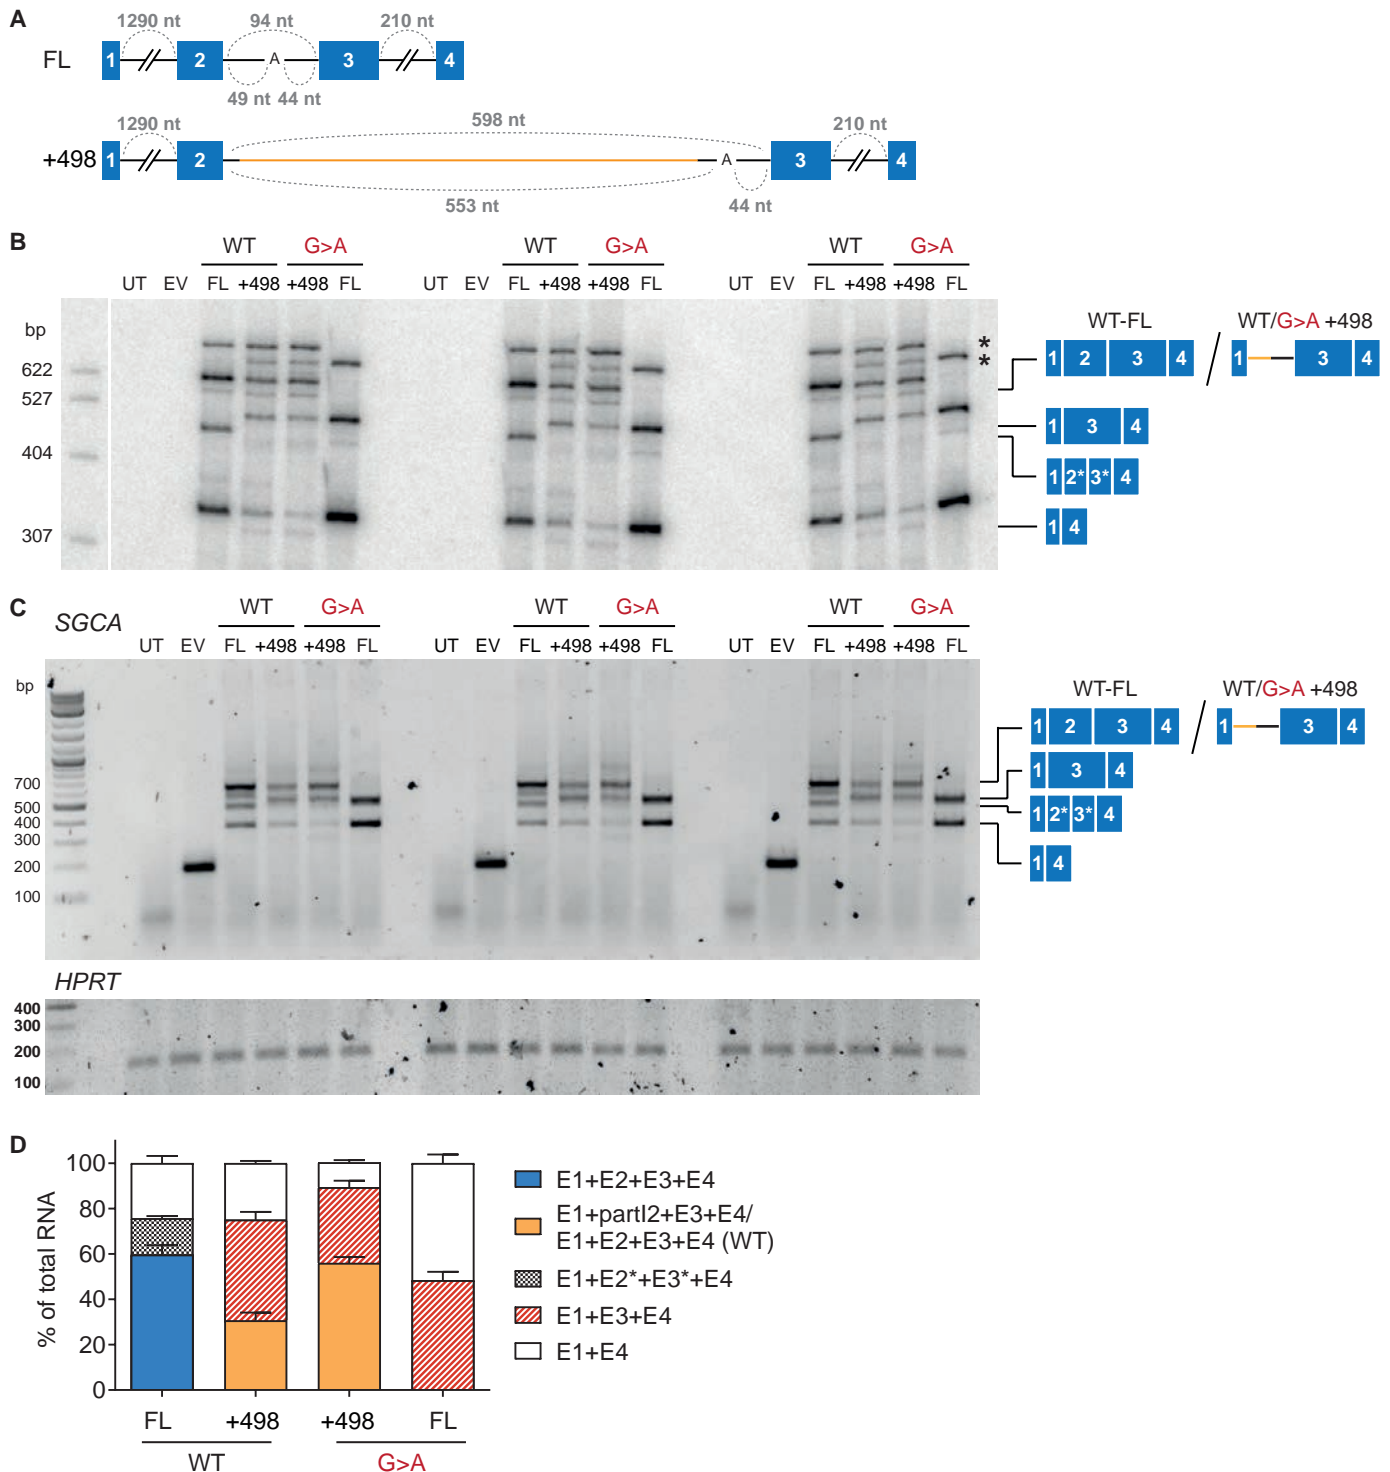 A
1290 nt 94 nt 210 nt
FL 1 2 A 3 4
49 nt 44 nt
1290 nt 598 nt 210 nt
+498 1 2 A 3 4
553 nt 44 nt
B
WT G>A WT G>A WT G>A
UT EV FL +498 +498 FL UT EV FL +498 +498 FL UT EV FL +498 +498 FL
bp
622
527
404
307
*
*
WT-FL WT/G>A +498
1 2 3 4 1 3 4
1 3 4
1 2* 3* 4
1 4
C
SGCA
WT G>A WT G>A WT G>A
UT EV FL +498 +498 FL UT EV FL +498 +498 FL UT EV FL +498 +498 FL
bp
700
500
400
300
200
100
WT-FL WT/G>A +498
1 2 3 4 1 3 4
1 3 4
1 2* 3* 4
1 4
HPRT
400
300
200
100
D
% of total RNA
100
80
60
40
20
0
FL +498 +498 FL
WT G>A
E1+E2+E3+E4
E1+partI2+E3+E4/
E1+E2+E3+E4 (WT)
E1+E2*+E3*+E4
E1+E3+E4
E1+E4